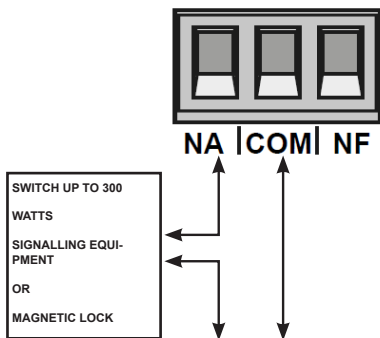 NA | COM | NF
SWITCH UP TO 300
WATTS
SIGNALLING EQUI-
PMENT
OR
MAGNETIC LOCK